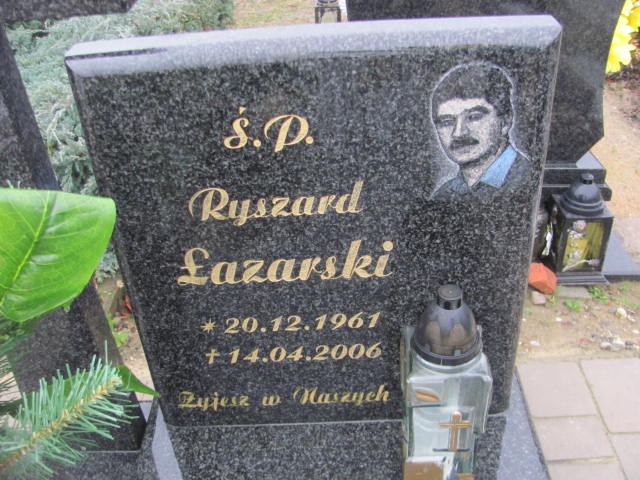 Ś.P.
Ryszard
Łazarski
* 20.12.1961
† 14.04.2006
Żyjesz w Naszych